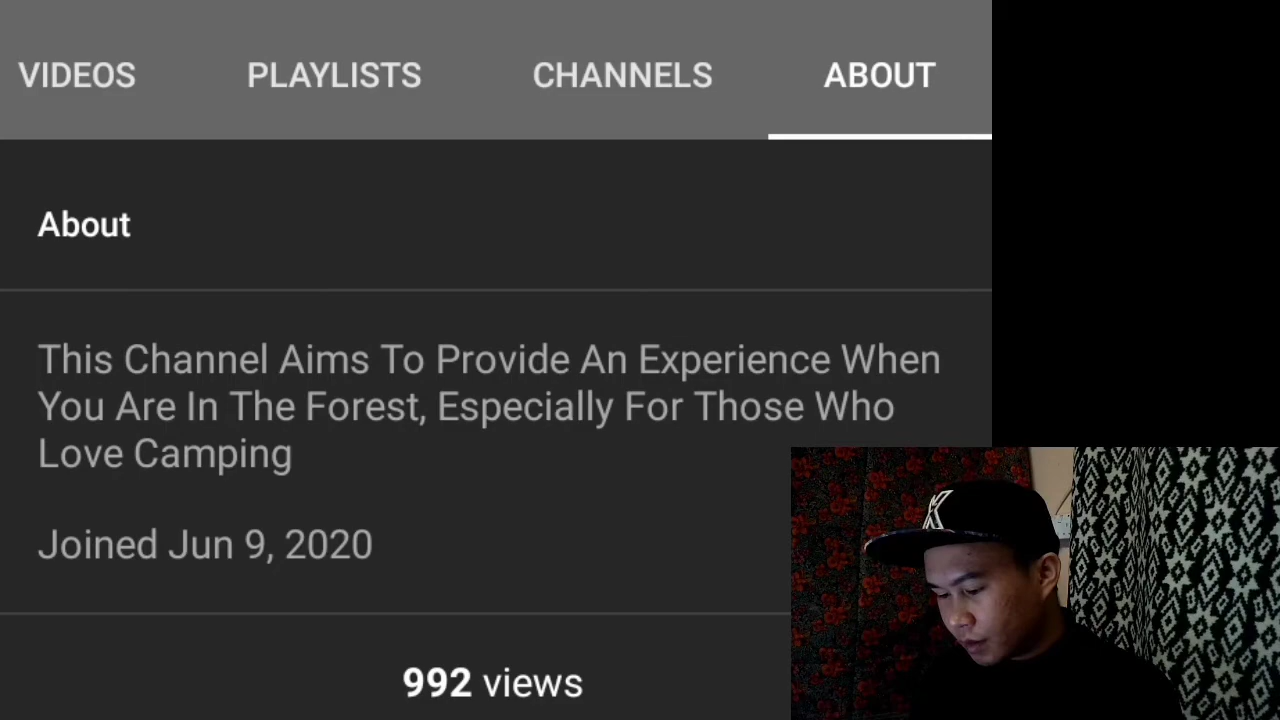 VIDEOS PLAYLISTS CHANNELS ABOUT
About
This Channel Aims To Provide An Experience When
You Are In The Forest, Especially For Those Who
Love Camping
Joined Jun 9, 2020
992 views
K